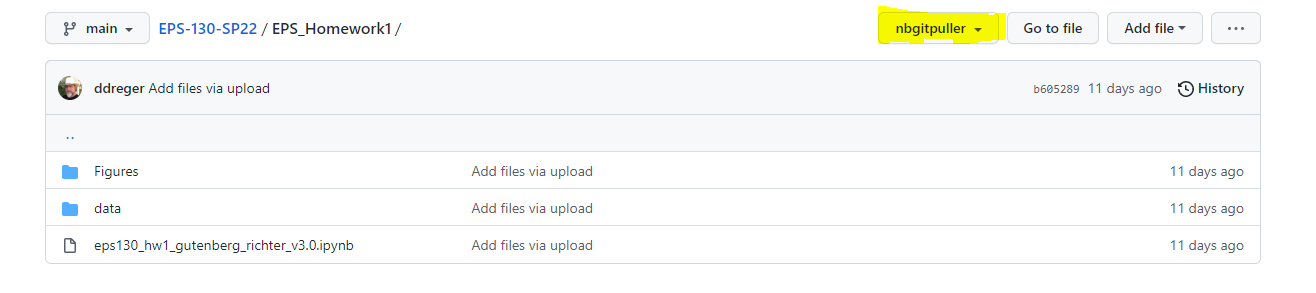 main EPS-130-SP22 / EPS_Homework1 / nbgitpuller Go to file Add file ...
ddreger Add files via upload b605289 11 days ago History
..
Figures Add files via upload 11 days ago
data Add files via upload 11 days ago
eps130_hw1_gutenberg_richter_v3.0.ipynb Add files via upload 11 days ago